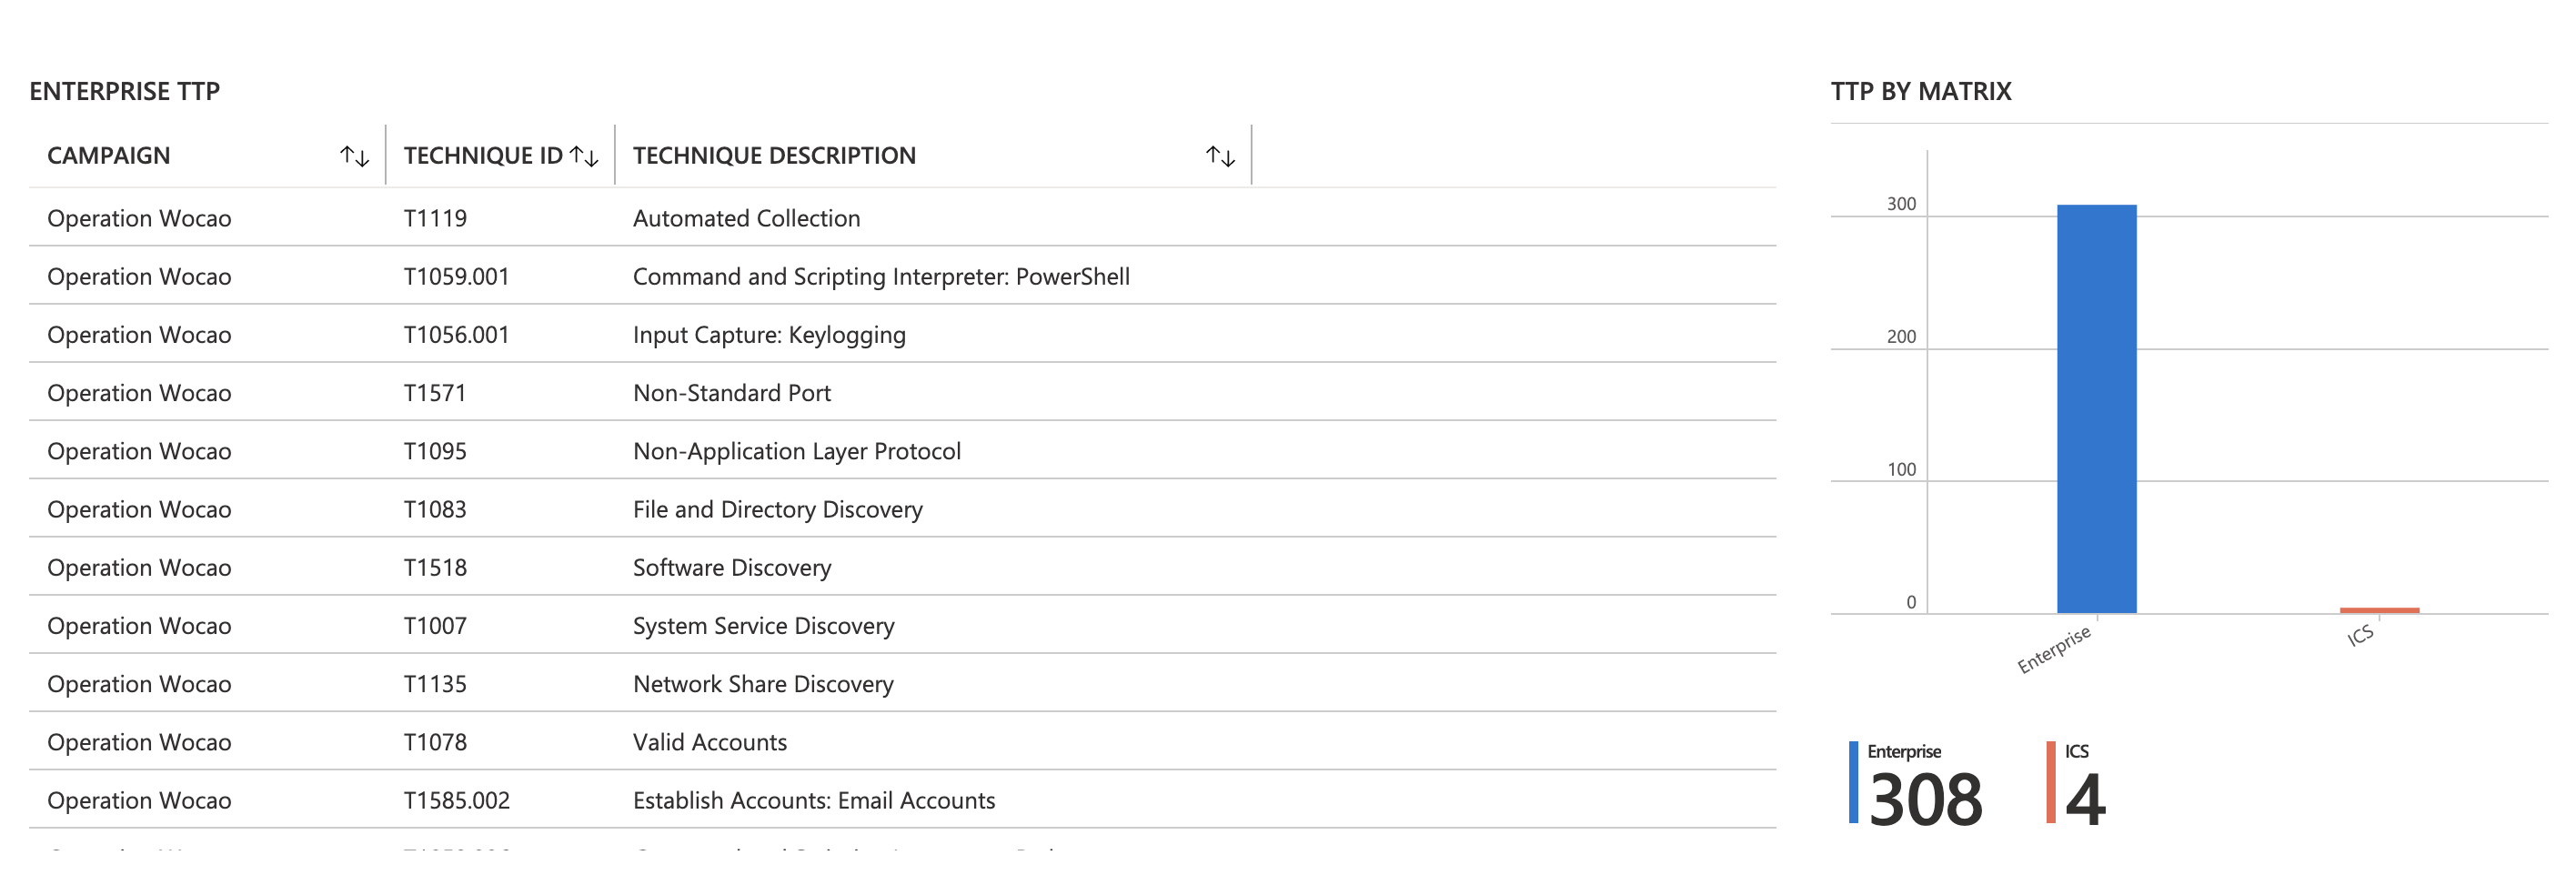 ENTERPRISE TTP
CAMPAIGN TECHNIQUE ID TECHNIQUE DESCRIPTION
Operation Wocao T1119 Automated Collection
Operation Wocao T1059.001 Command and Scripting Interpreter: PowerShell
Operation Wocao T1056.001 Input Capture: Keylogging
Operation Wocao T1571 Non-Standard Port
Operation Wocao T1095 Non-Application Layer Protocol
Operation Wocao T1083 File and Directory Discovery
Operation Wocao T1518 Software Discovery
Operation Wocao T1007 System Service Discovery
Operation Wocao T1135 Network Share Discovery
Operation Wocao T1078 Valid Accounts
Operation Wocao T1585.002 Establish Accounts: Email Accounts
TTP BY MATRIX
300
200
100
0
Enterprise ICS
Enterprise ICS
308 4